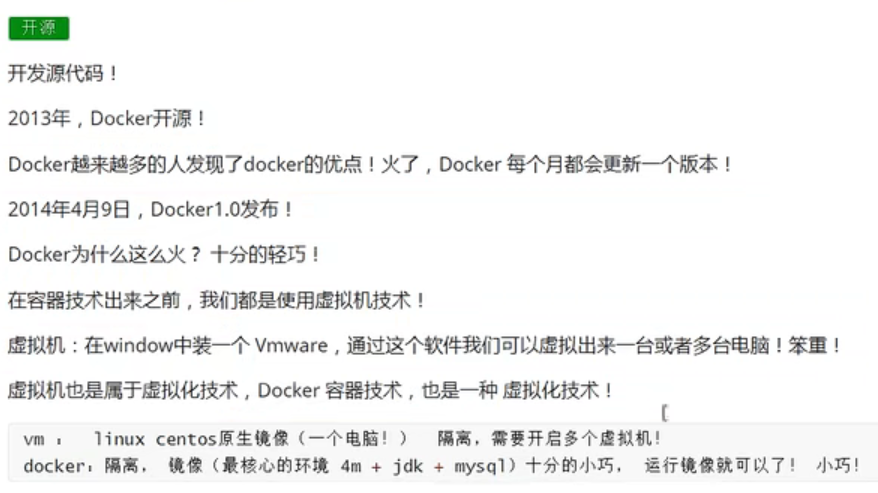 开源
开发源代码！
2013年，Docker开源！
Docker越来越多的人发现了docker的优点！火了，Docker 每个月都会更新一个版本！
2014年4月9日，Docker1.0发布！
Docker为什么这么火？ 十分的轻巧！
在容器技术出来之前，我们都是使用虚拟机技术！
虚拟机：在window中装一个 Vmware，通过这个软件我们可以虚拟出来一台或者多台电脑！笨重！
虚拟机也是属于虚拟化技术，Docker 容器技术，也是一种 虚拟化技术！
vm ： linux centos原生镜像（一个电脑！） 隔离，需要开启多个虚拟机！
docker：隔离， 镜像（最核心的环境 4m + jdk + mysql）十分的小巧， 运行镜像就可以了！ 小巧！